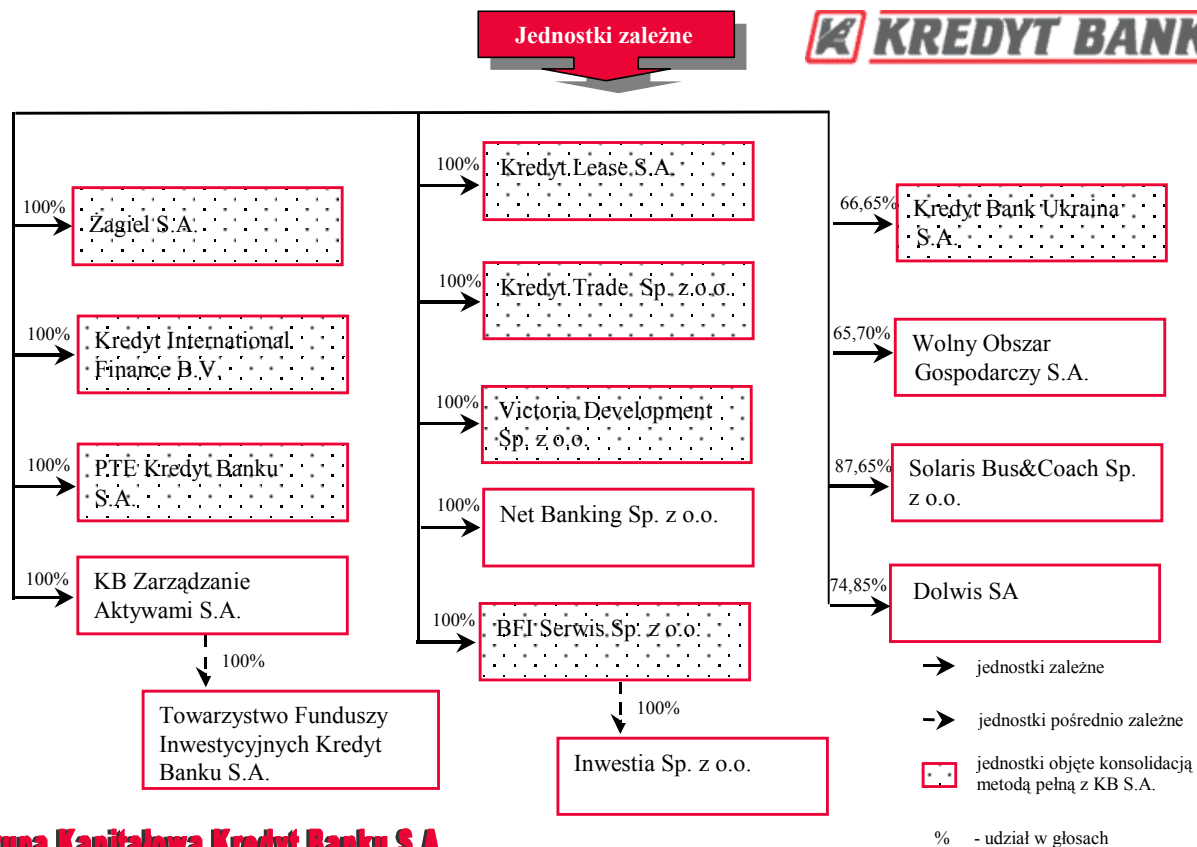 Jednostki zależne
KREDYT BANK
100%
Żagiel S.A.
100%
Kredyt International
Finance B.V.
100%
PTE Kredyt Banku
S.A.
100%
KB Zarządzanie
Aktywami S.A.
100%
Towarzystwo Funduszy
Inwestycyjnych Kredyt
Banku S.A.
100%
Kredyt Lease S.A.
100%
Kredyt Trade Sp. z.o.o.
100%
Victoria Development
Sp. z o.o.
100%
Net Banking Sp. z o.o.
100%
BFI Serwis Sp. z o.o.
100%
Inwestia Sp. z o.o.
66,65%
Kredyt Bank Ukraina
S.A.
65,70%
Wolny Obszar
Gospodarczy S.A.
87,65%
Solaris Bus&Coach Sp.
z o.o.
74,85%
Dolwis SA
jednostki zależne
jednostki pośrednio zależne
jednostki objęte konsolidacją
metodą pełną z KB S.A.
% - udział w głosach
Kapitałowa Kredyt Banku S.A.